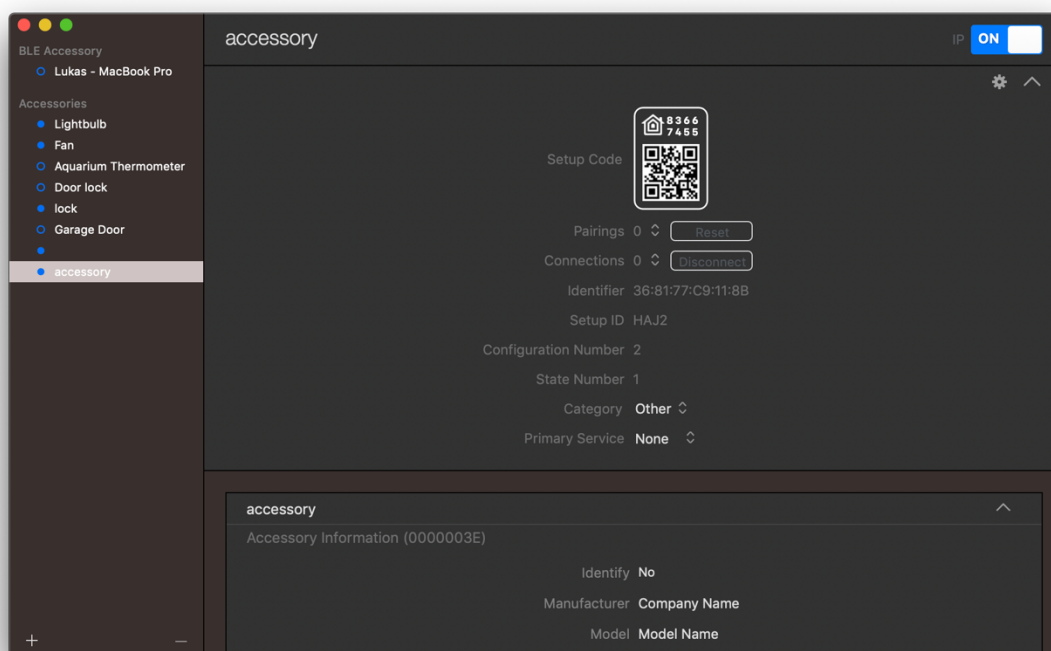 BLE Accessory
Lukas - MacBook Pro
Accessories
Lightbulb
Fan
Aquarium Thermometer
Door lock
lock
Garage Door
accessory
accessory
IP ON
8366
7455
Setup Code
Pairings 0 Reset
Connections 0 Disconnect
Identifier 36:81:77:C9:11:8B
Setup ID HAJ2
Configuration Number 2
State Number 1
Category Other
Primary Service None
accessory
Accessory Information (0000003E)
Identify No
Manufacturer Company Name
Model Model Name